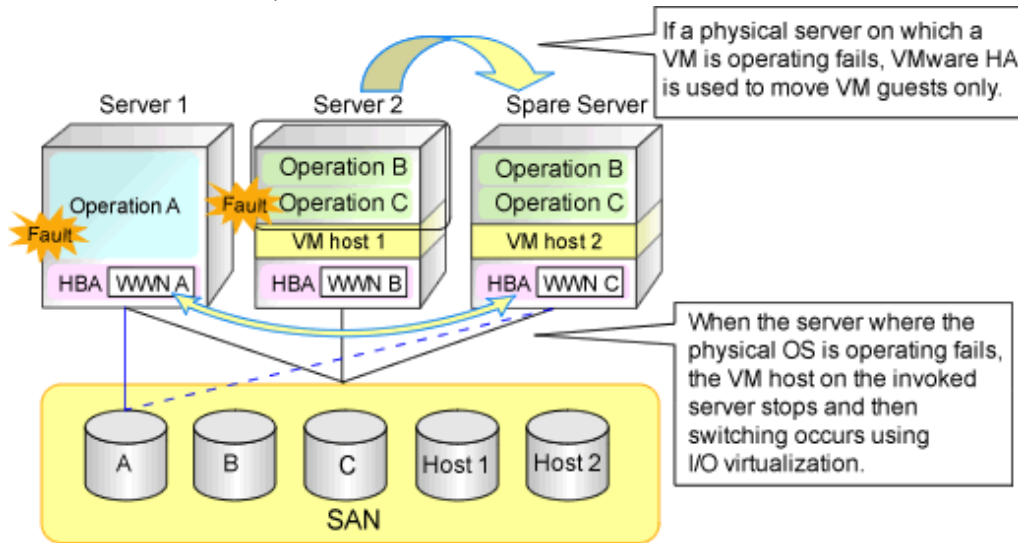 If a physical server on which a
VM is operating fails, VMware HA
is used to move VM guests only.
Server 1
Server 2
Spare Server
Operation A
Fault
HBA
WWN A
Operation B
Operation C
Fault
VM host 1
HBA
WWN B
Operation B
Operation C
VM host 2
HBA
WWN C
When the server where the
physical OS is operating fails,
the VM host on the invoked
server stops and then
switching occurs using
I/O virtualization.
A
B
C
Host 1
Host 2
SAN